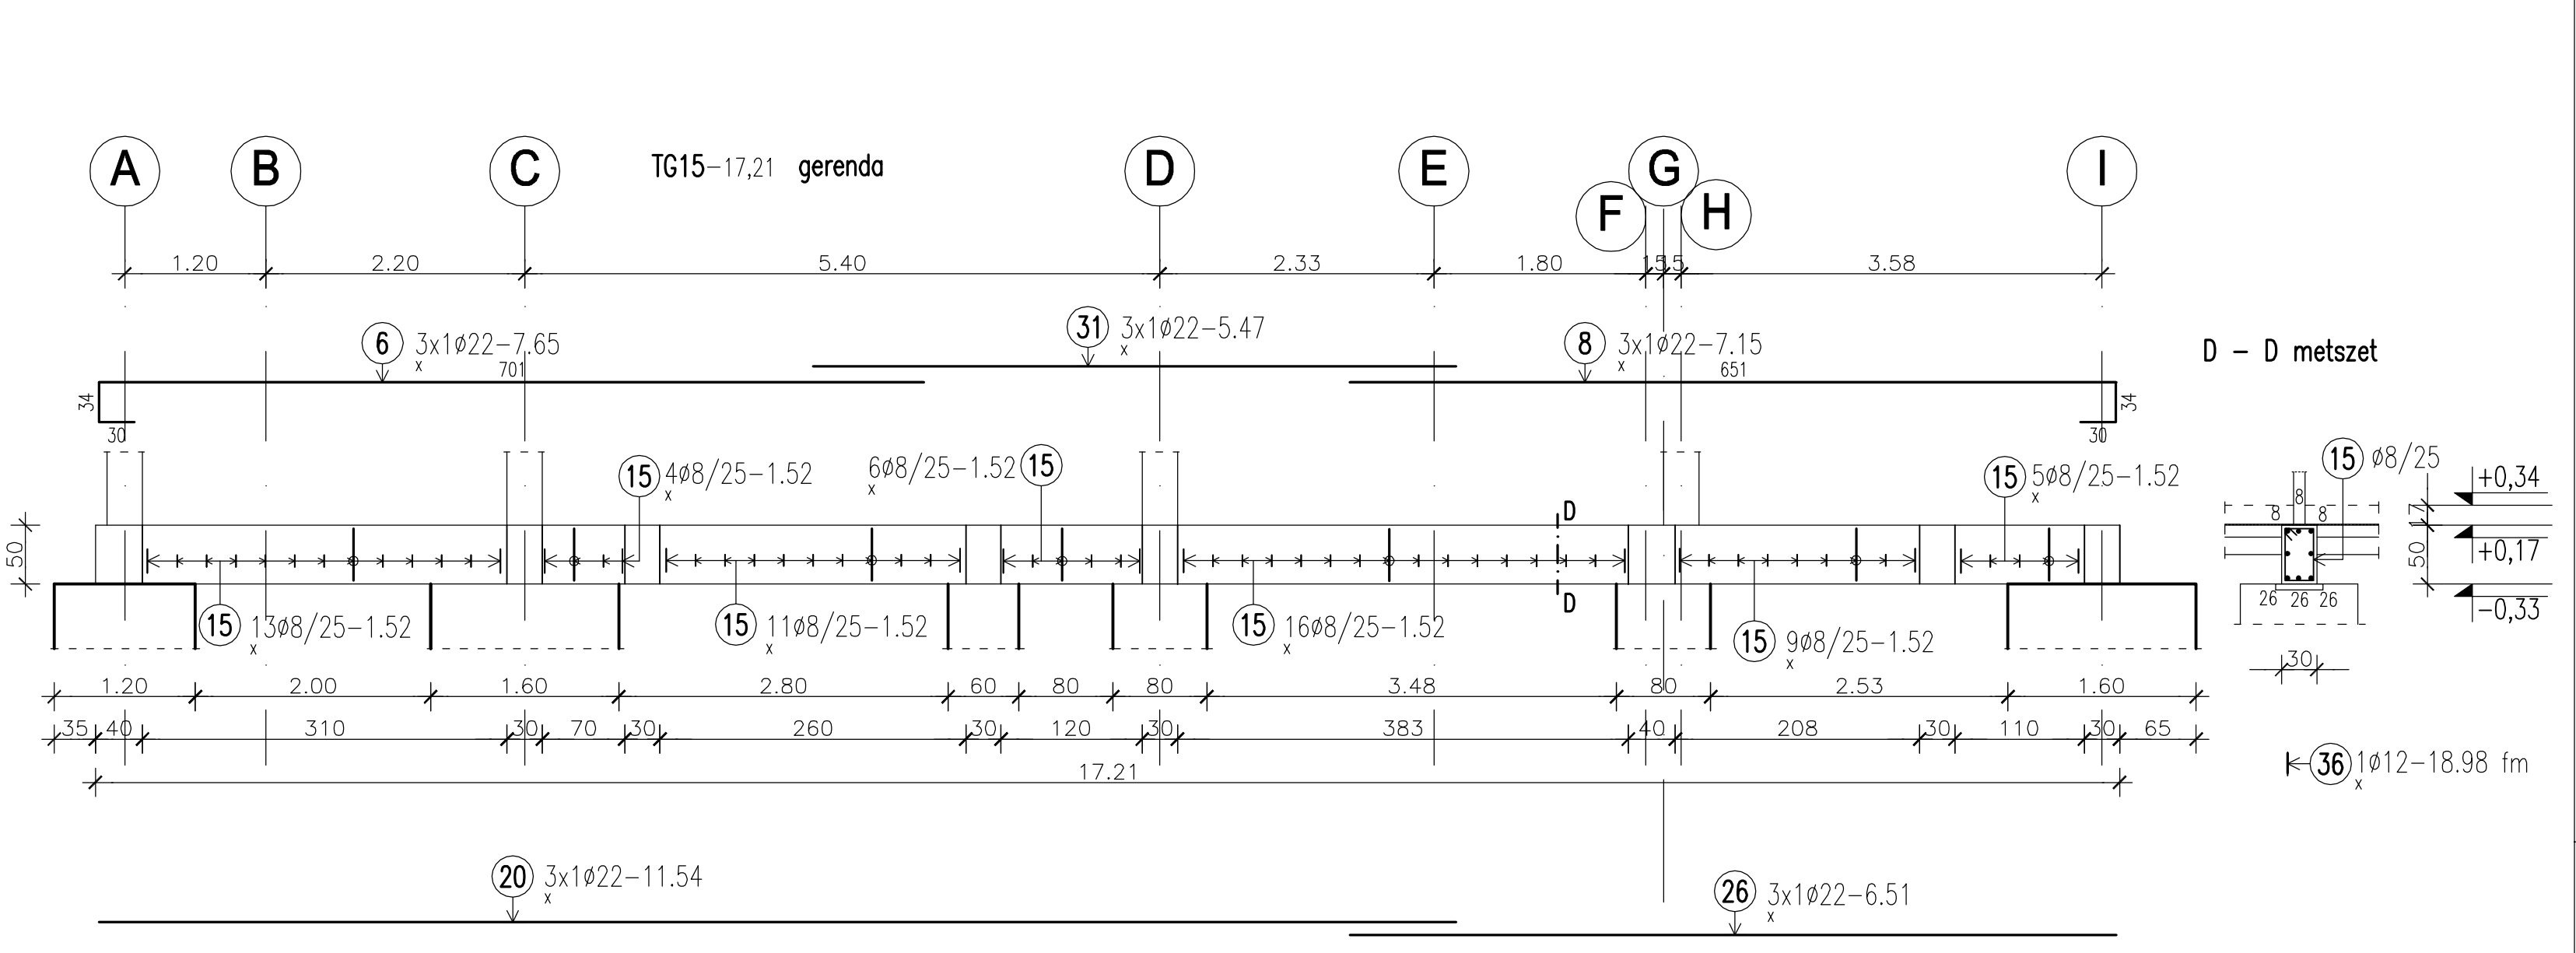 A B C TG15-17,21 gerenda D E F G H I
1.20 2.20 5.40 2.33 1.80 15 15 3.58
6 3x1ø22-7.65
x
701
31 3x1ø22-5.47
x
8 3x1ø22-7.15
x
651
D - D metszet
34
30
34
30
15 4ø8/25-1.52
x
6ø8/25-1.52 15
x
15 5ø8/25-1.52
x
15 ø8/25
+0,34
8
8 8
17
+0,17
50
-0,33
26 26 26
30
50
D
D
15 13ø8/25-1.52
x
15 11ø8/25-1.52
x
15 16ø8/25-1.52
x
15 9ø8/25-1.52
x
1.20 2.00 1.60 2.80 60 80 80 3.48 80 2.53 1.60
35 40 310 30 70 30 260 30 120 30 383 40 208 30 110 30 65
17.21
36 1ø12-18.98 fm
x
20 3x1ø22-11.54
x
26 3x1ø22-6.51
x